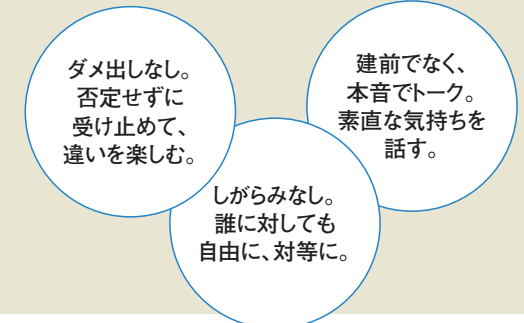 ダメ出しなし。
否定せずに
受け止めて、
違いを楽しむ。
建前でなく、
本音でトーク。
素直な気持ちを
話す。
しがらみなし。
誰に対しても
自由に、対等に。